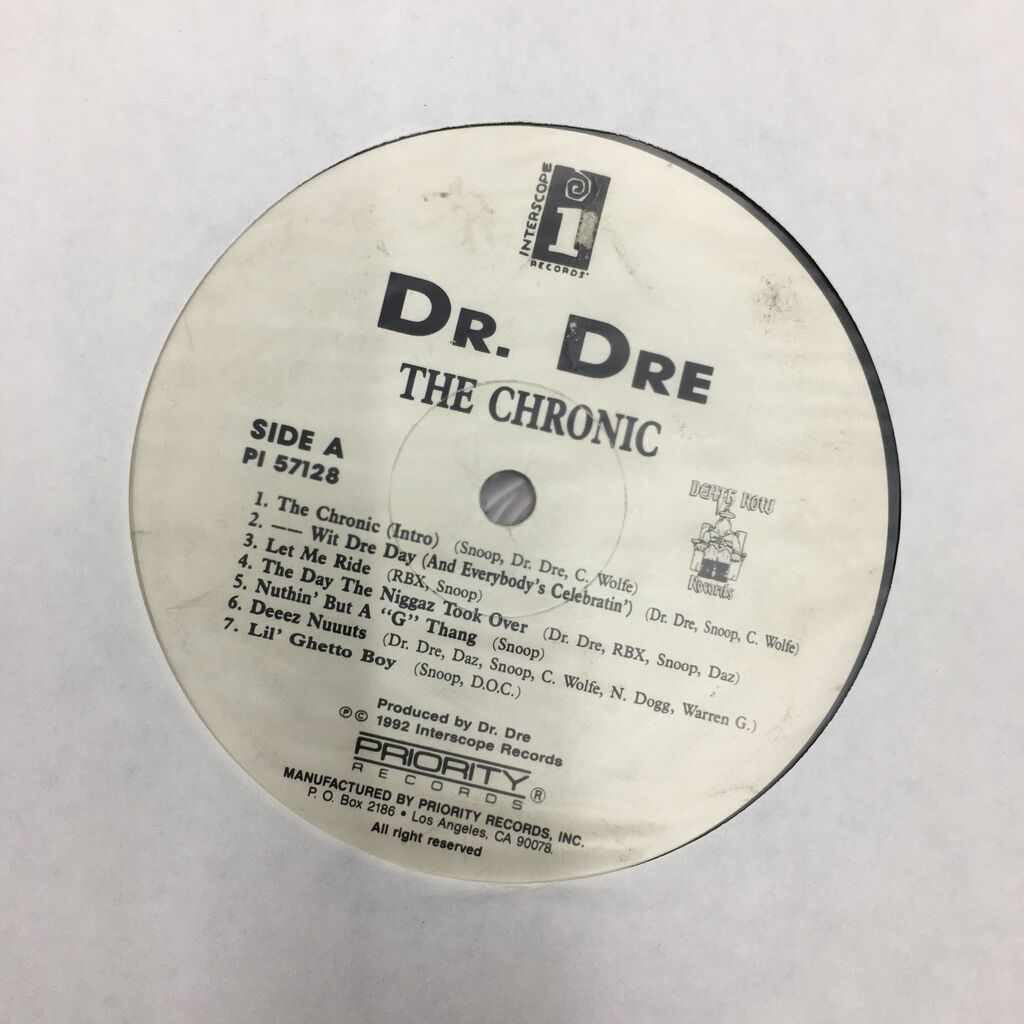 INTERSCOPE
1
RECORDS
DR. DRE
THE CHRONIC
SIDE A
PI 57128
DEATH ROW
Records
1. The Chronic (Intro) (Snoop, Dr. Dre, C. Wolfe)
2. —— Wit Dre Day (And Everybody's Celebratin') (Dr. Dre, Snoop, C. Wolfe)
3. Let Me Ride (RBX, Snoop)
4. The Day The Niggaz Took Over (Dr. Dre, RBX, Snoop, Daz)
5. Nuthin' But A "G" Thang (Snoop)
6. Deeez Nuuuts (Dr. Dre, Daz, Snoop, C. Wolfe, N. Dogg, Warren G.)
7. Lil' Ghetto Boy (Snoop, D.O.C.)
Produced by Dr. Dre
℗© 1992 Interscope Records
PRIORITY
RECORDS®
MANUFACTURED BY PRIORITY RECORDS, INC.
P. O. Box 2186 • Los Angeles, CA 90078.
All right reserved